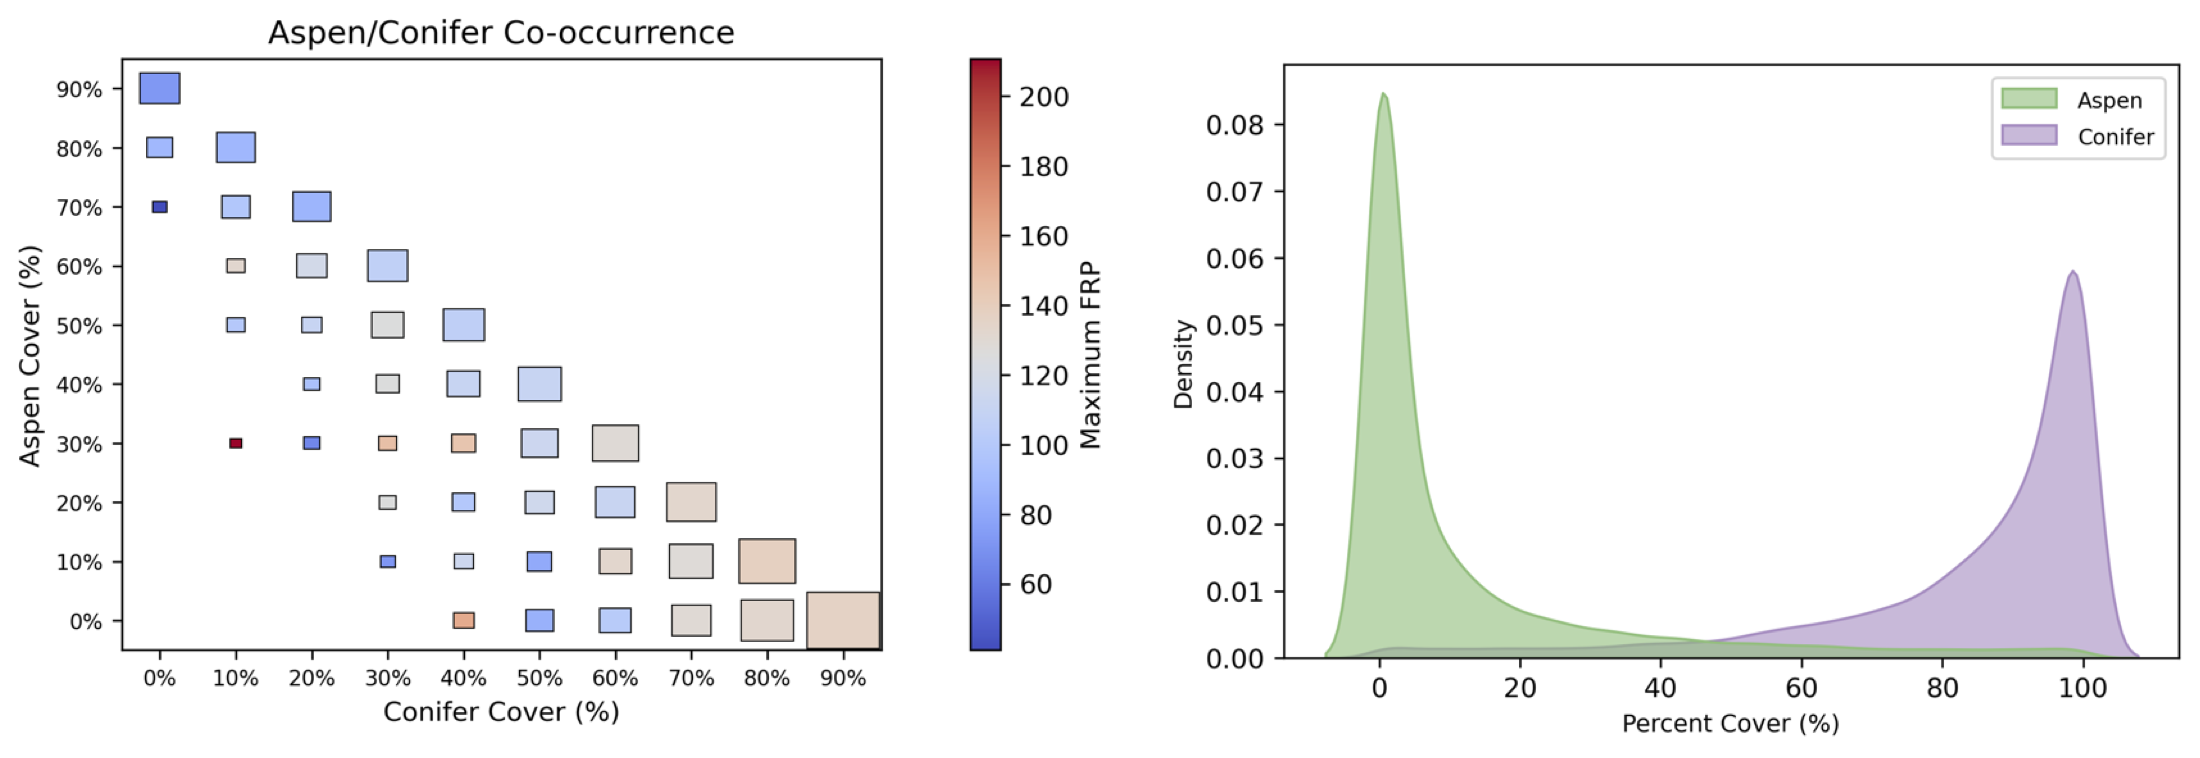 Aspen/Conifer Co-occurrence
Aspen Cover (%)
90%
80%
70%
60%
50%
40%
30%
20%
10%
0%
0% 10% 20% 30% 40% 50% 60% 70% 80% 90%
Conifer Cover (%)
200
180
160
140
120
100
80
60
Maximum FRP
Density
0.08
0.07
0.06
0.05
0.04
0.03
0.02
0.01
0.00
0 20 40 60 80 100
Percent Cover (%)
Aspen
Conifer